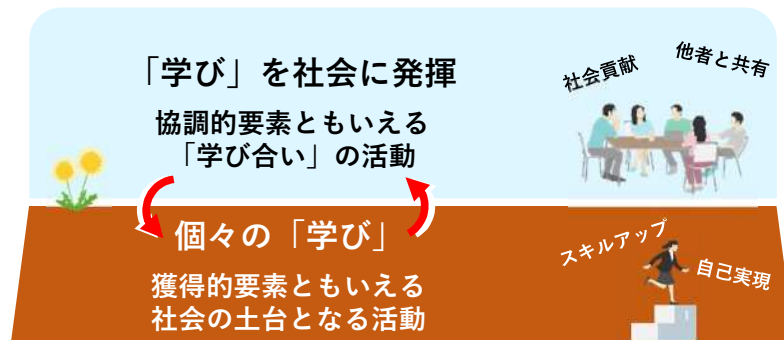 「学び」を社会に発揮
協調的要素ともいえる
「学び合い」の活動
社会貢献
他者と共有
個々の「学び」
獲得的要素ともいえる
社会の土台となる活動
スキルアップ
自己実現